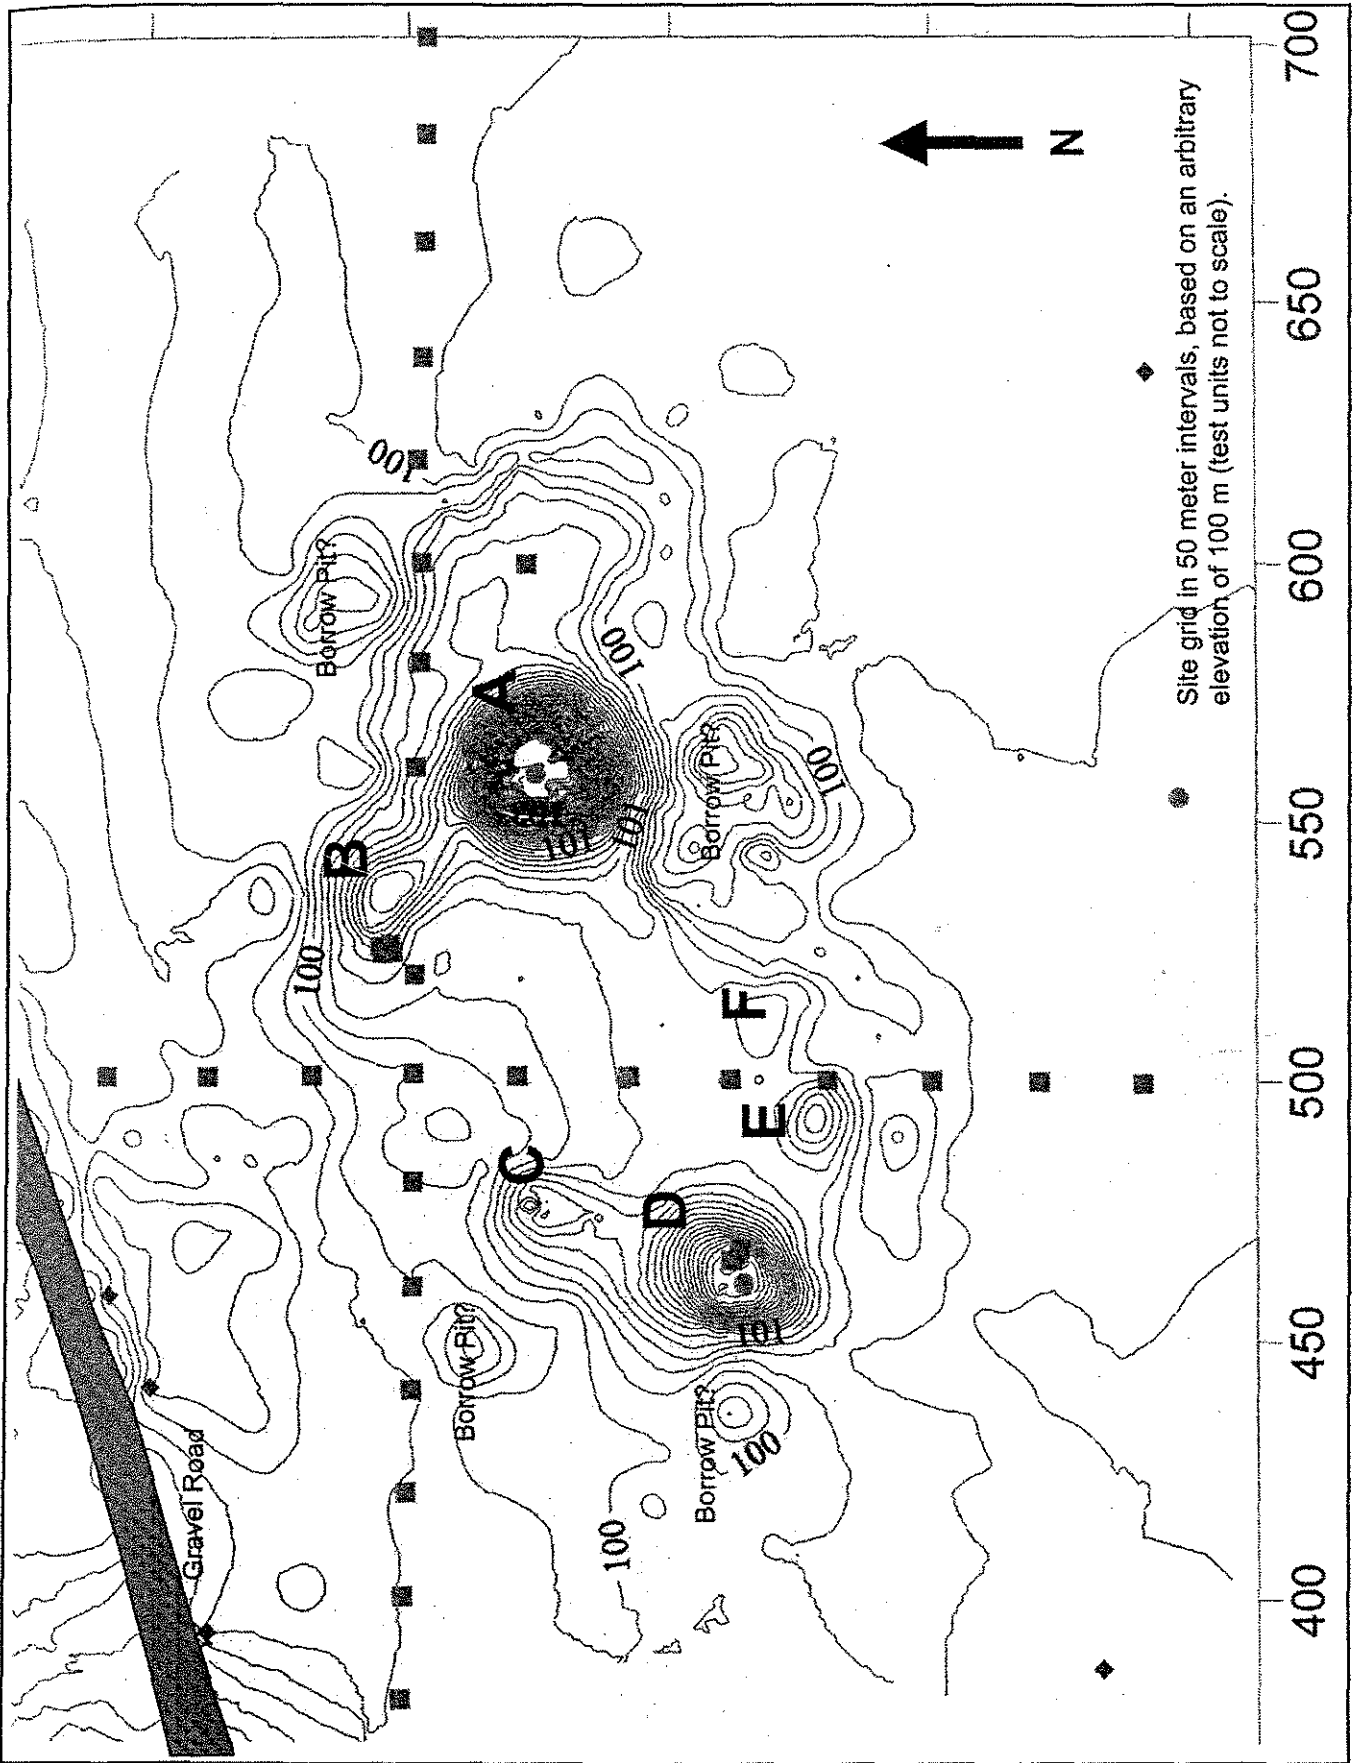 Gravel Road
100
Borrow Pit?
B
100
Borrow Pit?
A
C
101
100
100
101
D
Borrow Pit?
Borrow Pit?
F
100
101
E
100
N
Site grid in 50 meter intervals, based on an arbitrary
elevation of 100 m (test units not to scale).
400 450 500 550 600 650 700